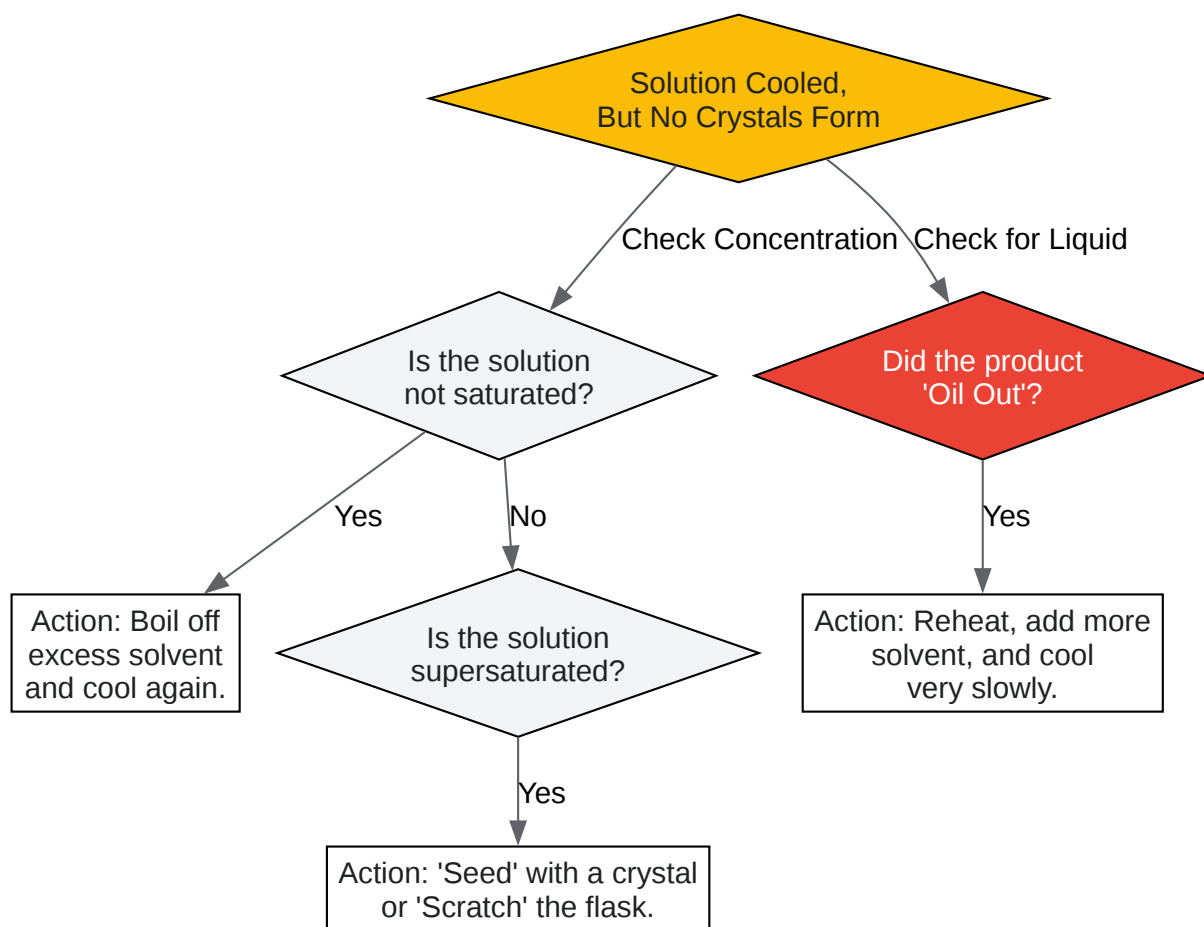 Solution Cooled,
But No Crystals Form
Check Concentration
Check for Liquid
Is the solution
not saturated?
Did the product
'Oil Out'?
Yes
No
Yes
Action: Boil off
excess solvent
and cool again.
Is the solution
supersaturated?
Action: Reheat, add more
solvent, and cool
very slowly.
Yes
Action: 'Seed' with a crystal
or 'Scratch' the flask.